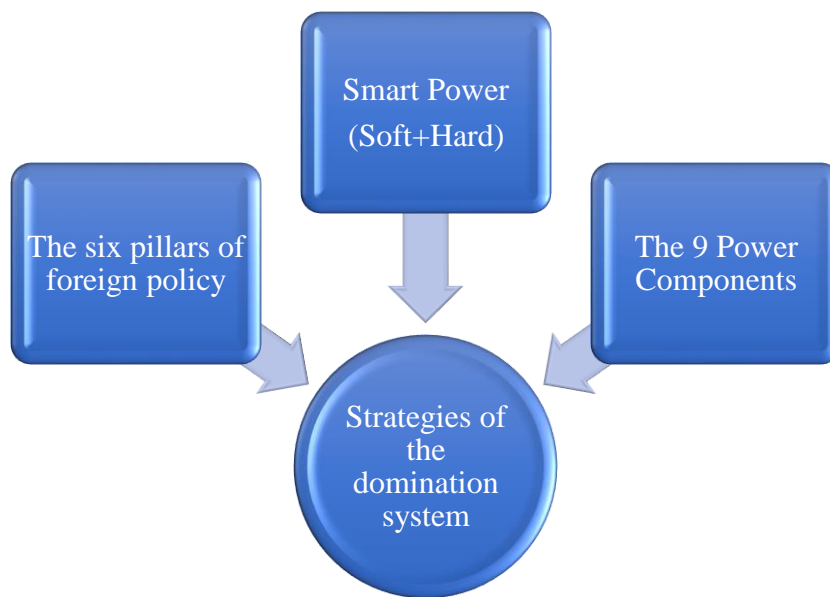 Smart Power
(Soft+Hard)
The six pillars of
foreign policy
The 9 Power
Components
Strategies of
the
domination
system